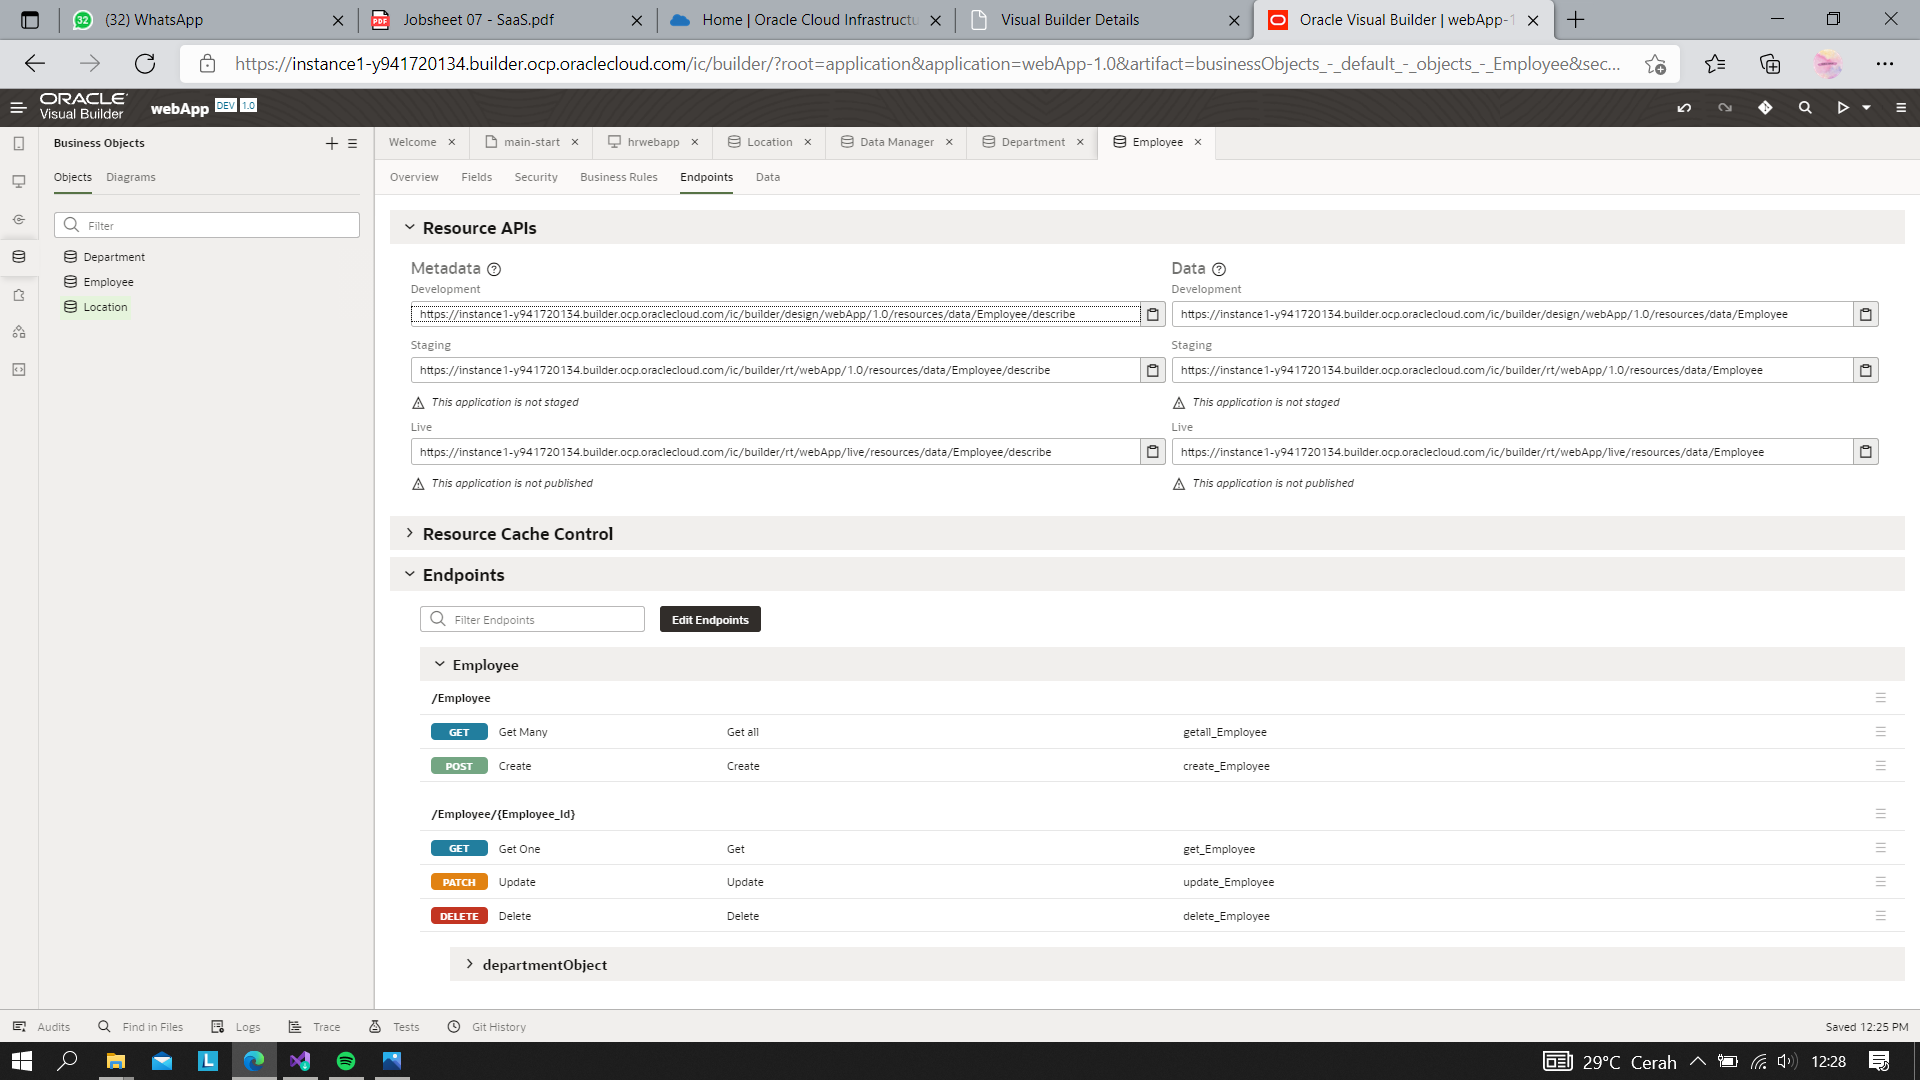 (32) WhatsApp
Jobsheet 07 - SaaS.pdf
Home | Oracle Cloud Infrastructu
Visual Builder Details
Oracle Visual Builder | webApp-1
https://instance1-y941720134.builder.ocp.oraclecloud.com/ic/builder/?root=application&application=webApp-1.0&artifact=businessObjects_-_default_-_objects_-_Employee&sec...
ORACLE
Visual Builder
webApp DEV 1.0
Business Objects
Objects Diagrams
Filter
Department
Employee
Location
Welcome main-start hrwebapp Location Data Manager Department Employee
Overview Fields Security Business Rules Endpoints Data
Resource APIs
Metadata
Development
https://instance1-y941720134.builder.ocp.oraclecloud.com/ic/builder/design/webApp/1.0/resources/data/Employee/describe
Staging
https://instance1-y941720134.builder.ocp.oraclecloud.com/ic/builder/rt/webApp/1.0/resources/data/Employee/describe
This application is not staged
Live
https://instance1-y941720134.builder.ocp.oraclecloud.com/ic/builder/rt/webApp/live/resources/data/Employee/describe
This application is not published
Data
Development
https://instance1-y941720134.builder.ocp.oraclecloud.com/ic/builder/design/webApp/1.0/resources/data/Employee
Staging
https://instance1-y941720134.builder.ocp.oraclecloud.com/ic/builder/rt/webApp/1.0/resources/data/Employee
This application is not staged
Live
https://instance1-y941720134.builder.ocp.oraclecloud.com/ic/builder/rt/webApp/live/resources/data/Employee
This application is not published
Resource Cache Control
Endpoints
Filter Endpoints Edit Endpoints
Employee
/Employee
GET Get Many Get all getall_Employee
POST Create Create create_Employee
/Employee/{Employee_Id}
GET Get One Get get_Employee
PATCH Update Update update_Employee
DELETE Delete Delete delete_Employee
departmentObject
Audits Find in Files Logs Trace Tests Git History Saved 12:25 PM
29°C Cerah 12:28